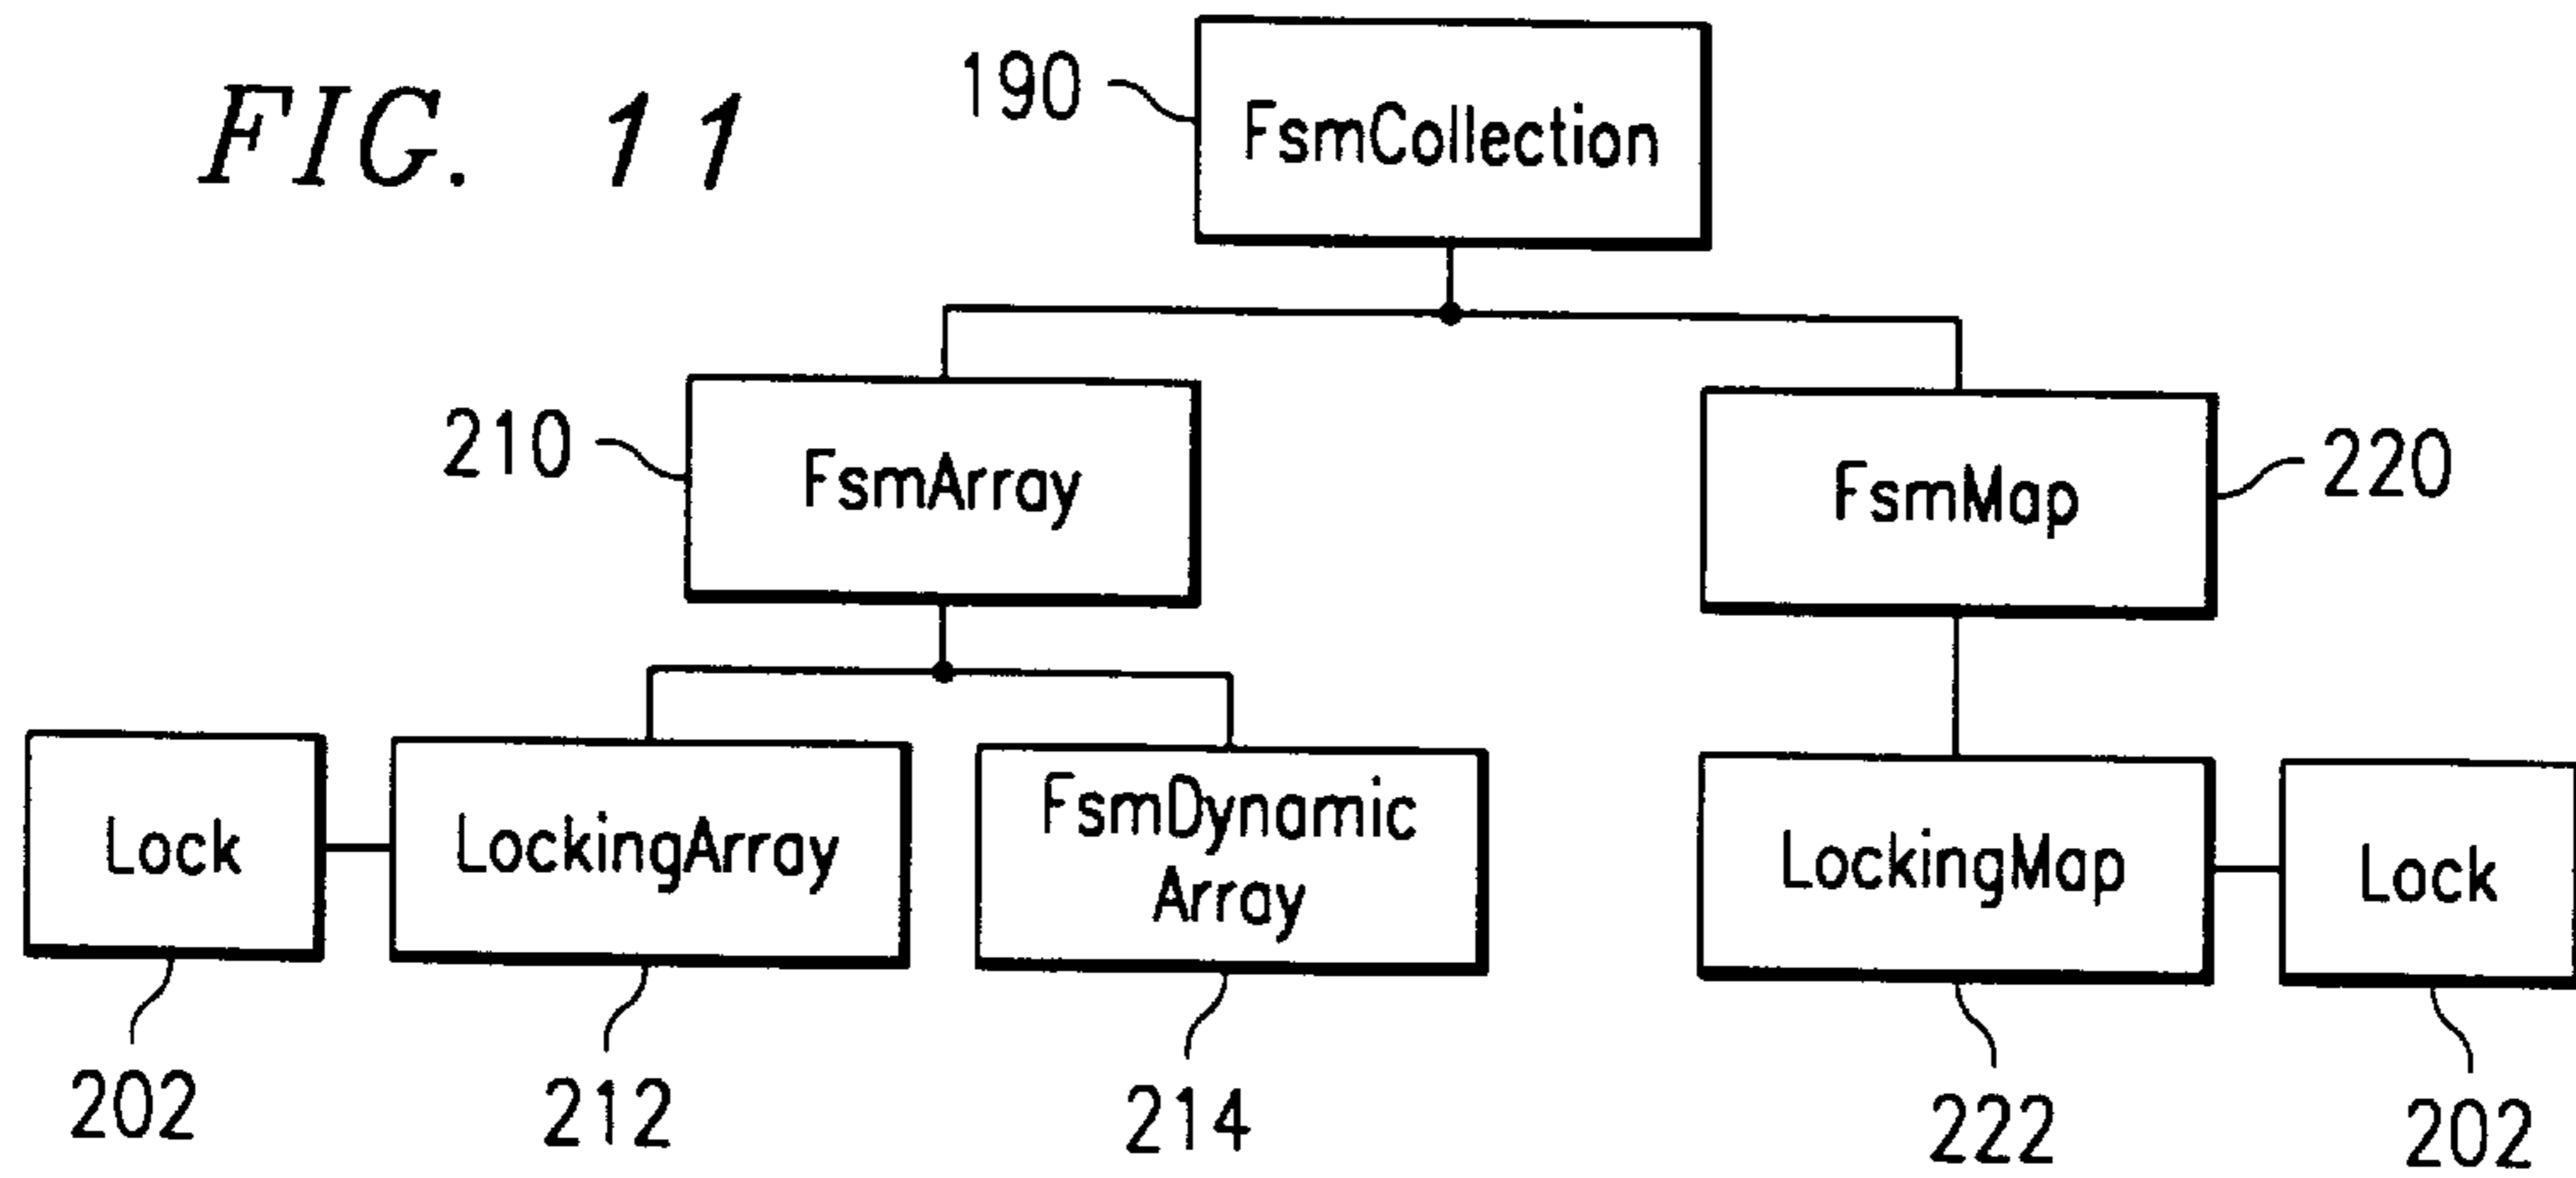 FIG. 11
190
FsmCollection
210
FsmArray
FsmMap
220
Lock
LockingArray
FsmDynamic
Array
LockingMap
Lock
202
212
214
222
202